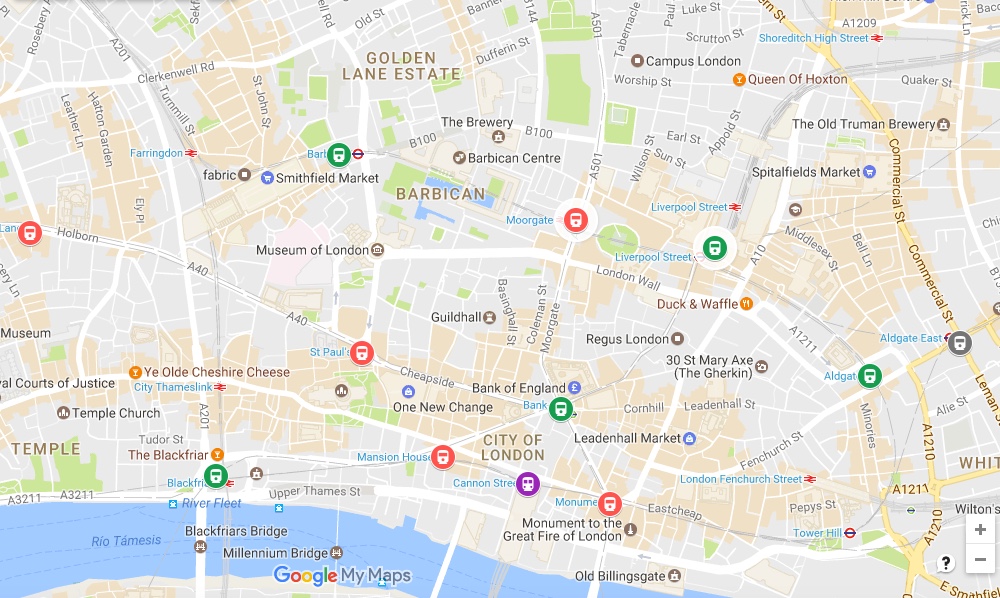 Rosebery
Barbican
B114
Old St
A501
Luke St
A1209
Scrutton St
Shoreditch High Street
A201
Clerkenwell Rd
St John St
GOLDEN
LANE ESTATE
Dufferin St
Tabernacle
Campus London
Worship St
Queen Of Hoxton
Quaker St
Leather Ln
Hatton Garden
Turnmill St
The Brewery
B100
B100
Earl St
Sun St
Wilson St
Appold St
The Old Truman Brewery
Farringdon
Barbican Centre
fabric
Smithfield Market
A501
Spitalfields Market
Commercial St
Ely Pl
BARBICAN
Moorgate
Liverpool Street
Holborn
A40
Museum of London
Liverpool Street
A10
Middlesex St
Bell Ln
London Wall
Commercial St
A40
Basinghall St
Coleman St
Moorgate
Guildhall
Duck & Waffle
A1211
Museum
St Paul's
Regus London
Aldgate East
Ye Olde Cheshire Cheese
Cheapside
30 St Mary Axe
(The Gherkin)
Royal Courts of Justice
City Thameslink
Bank of England
Aldgate
Leman St
Temple Church
A201
One New Change
Bank
Cornhill
Leadenhall St
Minories
Alie St
Tudor St
TEMPLE
CITY OF
LONDON
Leadenhall Market
A1210
The Blackfriar
Mansion House
Fenchurch St
WHIT
Blackfriars
Cannon Street
London Fenchurch Street
A1211
A3211
A3211
River Fleet
Upper Thames St
Monument
Eastcheap
Pepys St
Wilson's
Blackfriars Bridge
Monument to the
Great Fire of London
Tower Hill
A1210
Río Támesis
Millennium Bridge
Google My Maps
Old Billingsgate
E Smithfield
+
−
?